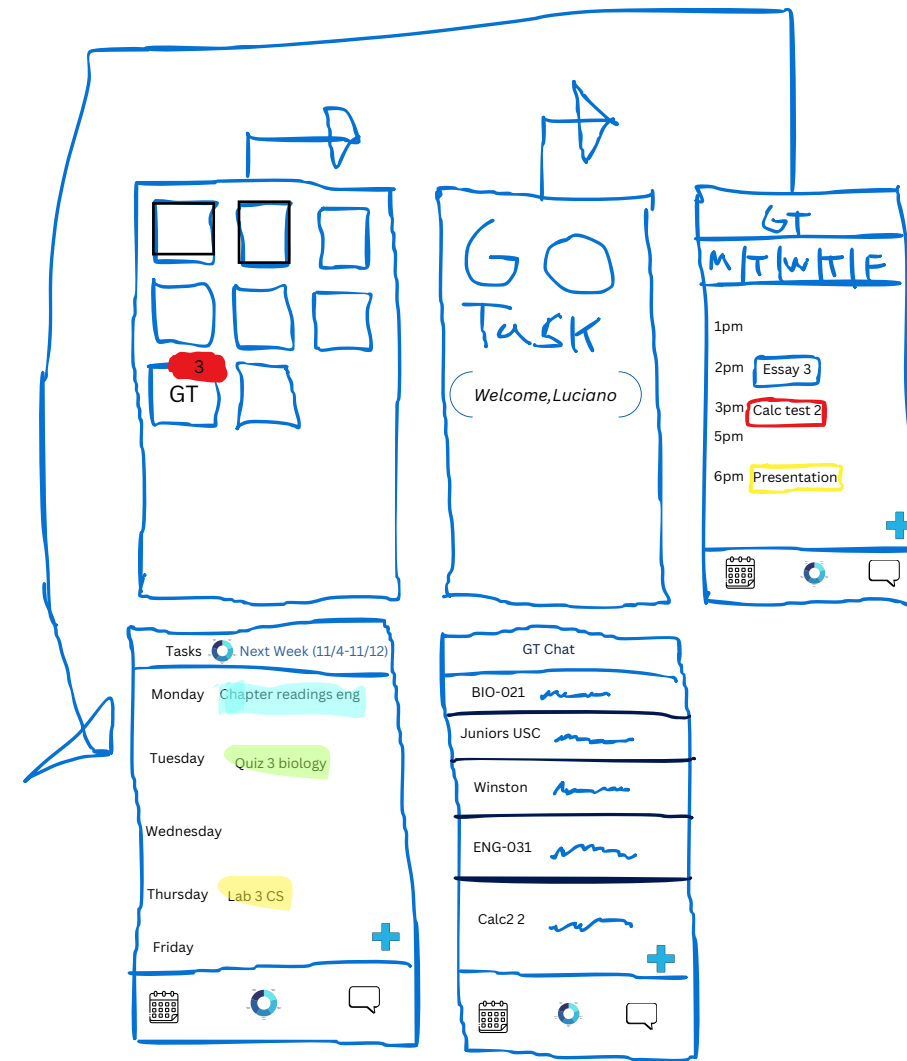 3
GT
GO
Task
Welcome,Luciano
GT
M T W T F
1pm
2pm Essay 3
3pm Calc test 2
5pm
6pm Presentation
Tasks Next Week (11/4-11/12)
Monday Chapter readings eng
Tuesday Quiz 3 biology
Wednesday
Thursday Lab 3 CS
Friday
GT Chat
BIO-021
Juniors USC
Winston
ENG-031
Calc2 2